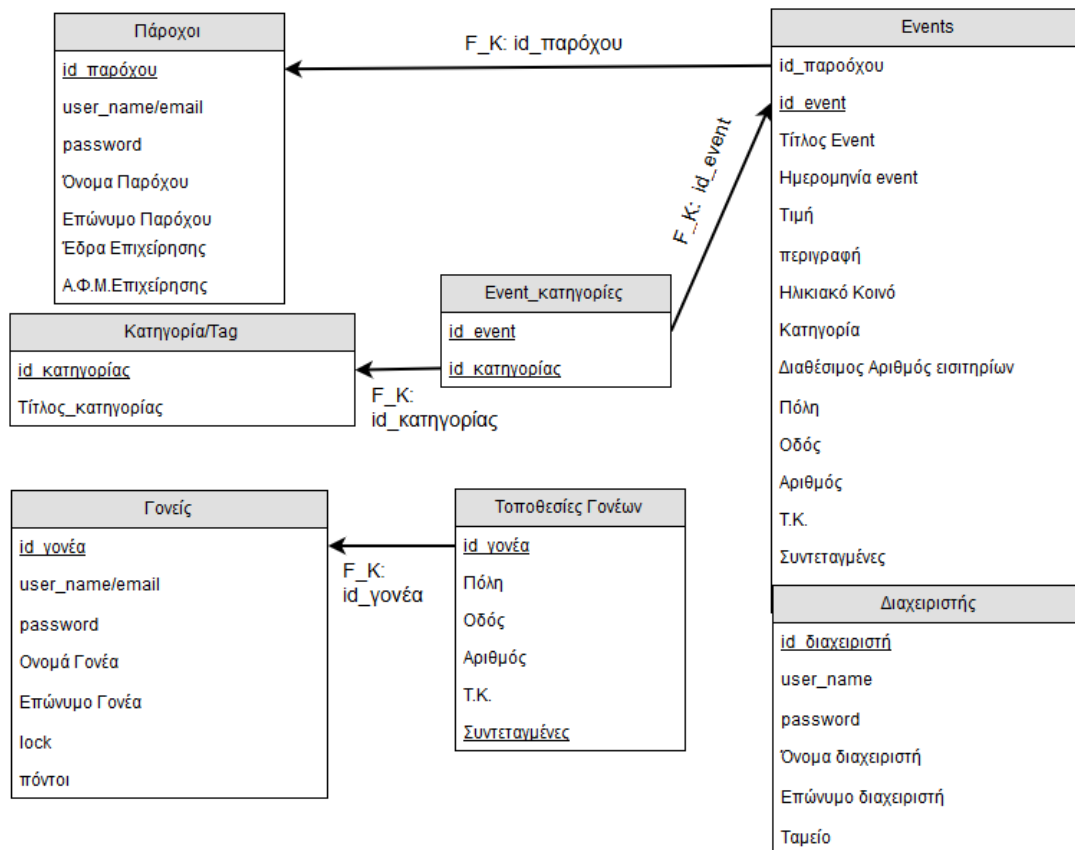 Πάροχοι
id_παρόχου
user_name/email
password
Όνομα Παρόχου
Επώνυμο Παρόχου
Έδρα Επιχείρησης
Α.Φ.Μ.Επιχείρησης
F_K: id_παρόχου
Events
id_παροόχου
id_event
Τίτλος Event
Ημερομηνία event
Τιμή
περιγραφή
Ηλικιακό Κοινό
Κατηγορία
Διαθέσιμος Αριθμός εισιτηρίων
Πόλη
Οδός
Αριθμός
Τ.Κ.
Συντεταγμένες
F_K: id_event
Event_κατηγορίες
id_event
id_κατηγορίας
Κατηγορία/Tag
id_κατηγορίας
Τίτλος_κατηγορίας
F_K:
id_κατηγορίας
Γονείς
id_γονέα
user_name/email
password
Ονομά Γονέα
Επώνυμο Γονέα
lock
πόντοι
F_K:
id_γονέα
Τοποθεσίες Γονέων
id_γονέα
Πόλη
Οδός
Αριθμός
Τ.Κ.
Συντεταγμένες
Διαχειριστής
id_διαχειριστή
user_name
password
Όνομα διαχειριστή
Επώνυμο διαχειριστή
Ταμείο